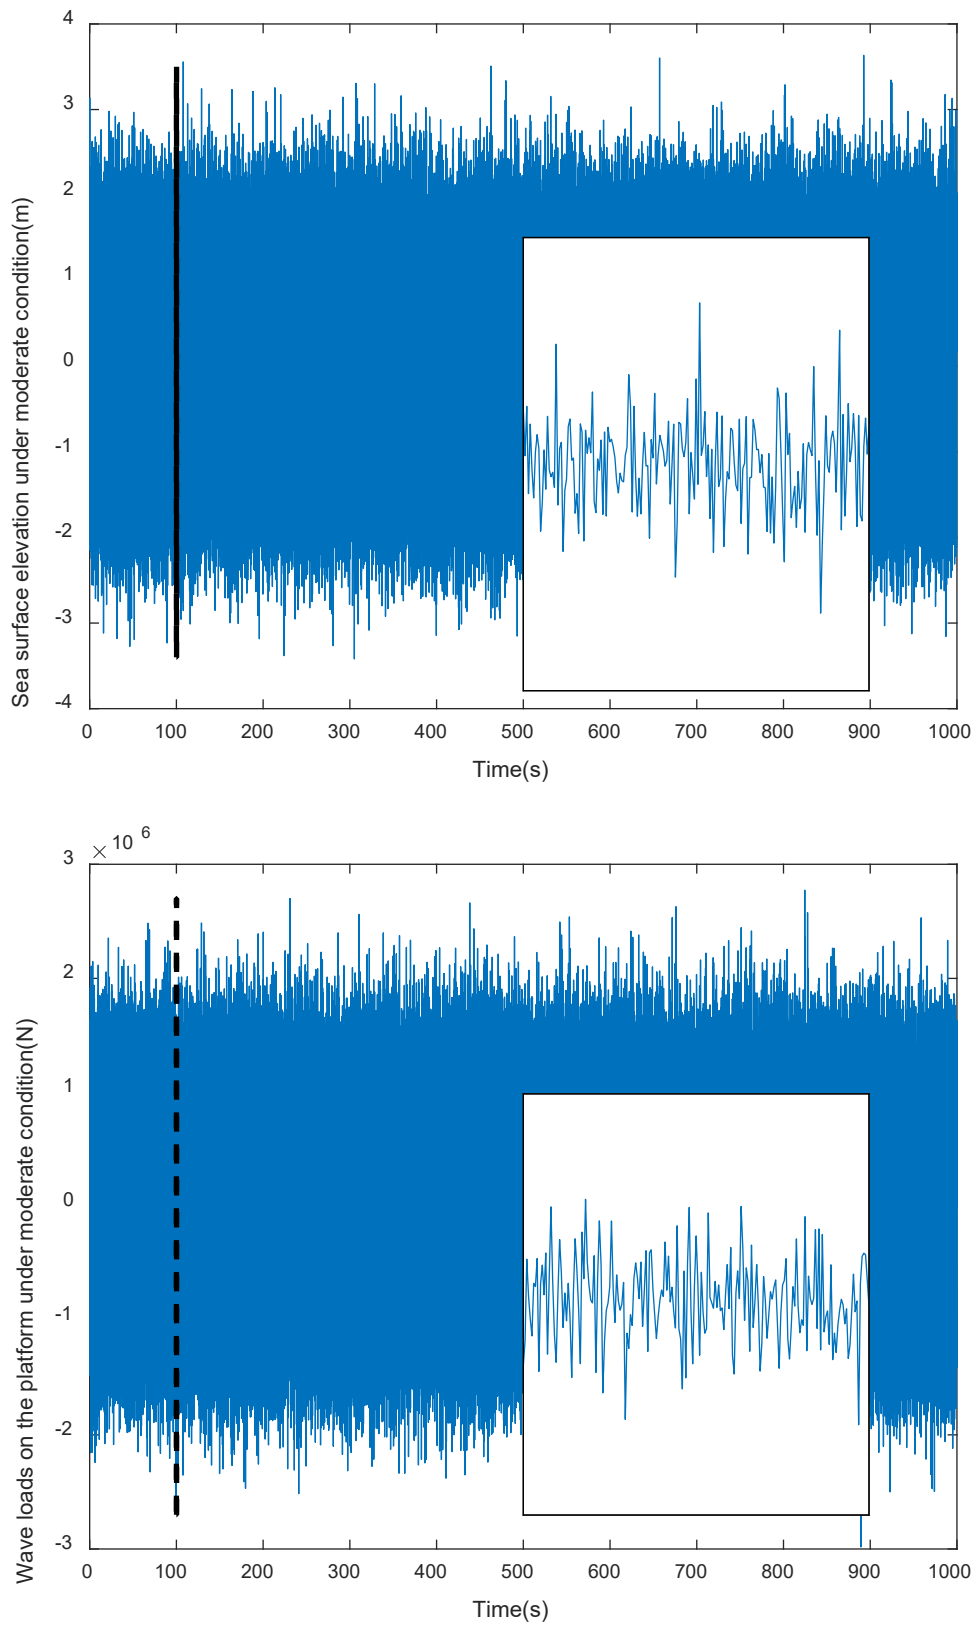 4
3
2
1
0
-1
-2
-3
-4
Sea surface elevation under moderate condition(m)
0 100 200 300 400 500 600 700 800 900 1000
Time(s)
× 10 6
3
2
1
0
-1
-2
-3
Wave loads on the platform under moderate condition(N)
0 100 200 300 400 500 600 700 800 900 1000
Time(s)